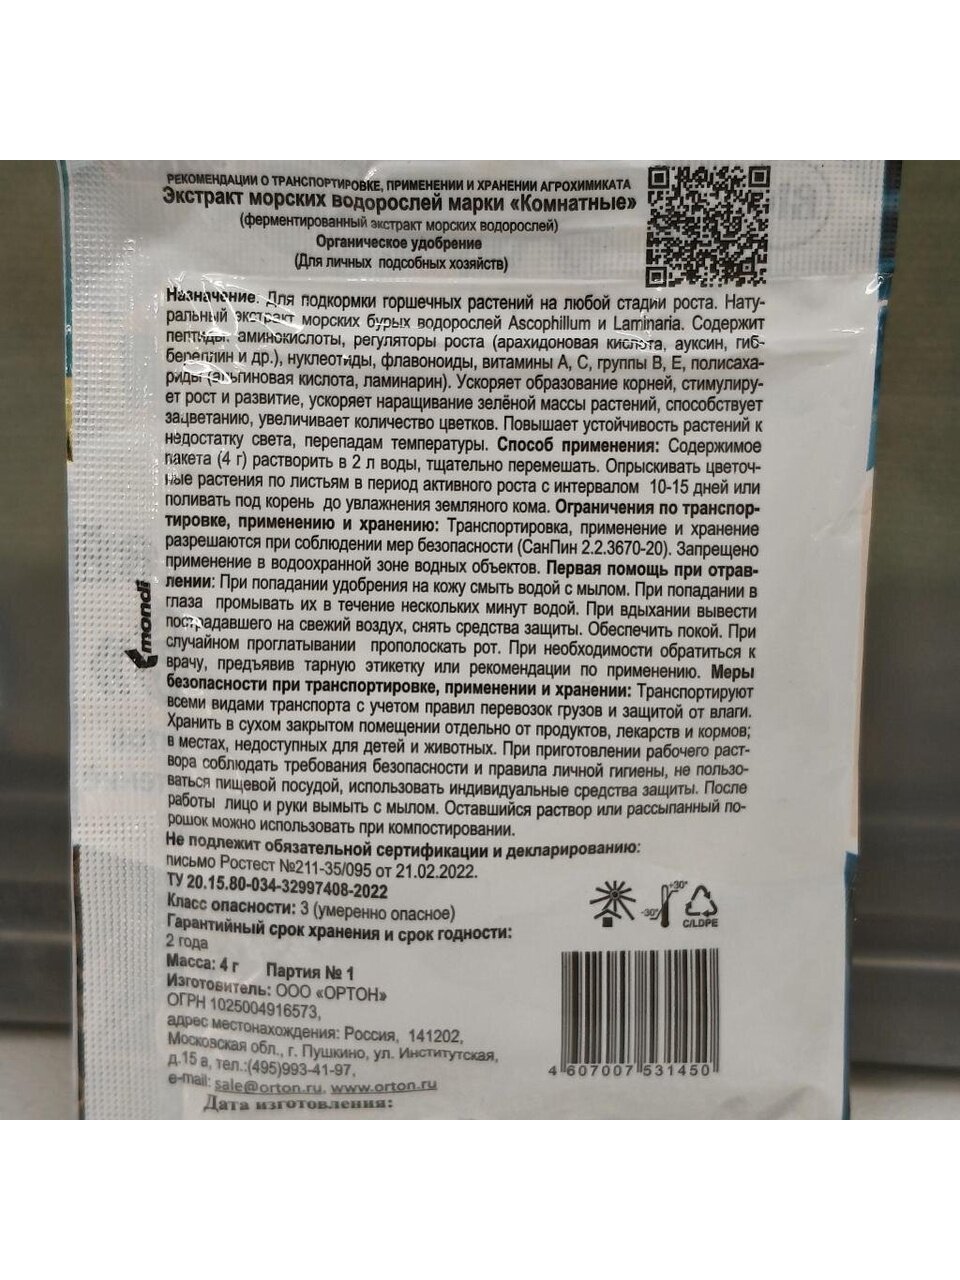 РЕКОМЕНДАЦИИ О ТРАНСПОРТИРОВКЕ, ПРИМЕНЕНИИ И ХРАНЕНИИ АГРОХИМИКАТА
Экстракт морских водорослей марки «Комнатные»
(ферментированный экстракт морских водорослей)
Органическое удобрение
(Для личных подсобных хозяйств)
Назначение. Для подкормки горшечных растений на любой стадии роста. Нату-
ральный экстракт морских бурых водорослей Ascophillum и Laminaria. Содержит
пептиды, аминокислоты, регуляторы роста (арахидоновая кислота, ауксин, гиб-
береллин и др.), нуклеотиды, флавоноиды, витамины А, С, группы В, Е, полисаха-
риды (альгиновая кислота, ламинарин). Ускоряет образование корней, стимулиру-
ет рост и развитие, ускоряет наращивание зелёной массы растений, способствует
зацветанию, увеличивает количество цветков. Повышает устойчивость растений к
недостатку света, перепадам температуры. Способ применения: Содержимое
пакета (4 г) растворить в 2 л воды, тщательно перемешать. Опрыскивать цветоч-
ные растения по листьям в период активного роста с интервалом 10-15 дней или
поливать под корень до увлажнения земляного кома. Ограничения по транспор-
тировке, применению и хранению: Транспортировка, применение и хранение
разрешаются при соблюдении мер безопасности (СанПин 2.2.3670-20). Запрещено
применение в водоохранной зоне водных объектов. Первая помощь при отрав-
лении: При попадании удобрения на кожу смыть водой с мылом. При попадании в
глаза промывать их в течение нескольких минут водой. При вдыхании вывести
пострадавшего на свежий воздух, снять средства защиты. Обеспечить покой. При
случайном проглатывании прополоскать рот. При необходимости обратиться к
врачу, предъявив тарную этикетку или рекомендации по применению. Меры
безопасности при транспортировке, применении и хранении: Транспортируют
всеми видами транспорта с учетом правил перевозок грузов и защитой от влаги.
Хранить в сухом закрытом помещении отдельно от продуктов, лекарств и кормов;
в местах, недоступных для детей и животных. При приготовлении рабочего раст-
вора соблюдать требования безопасности и правила личной гигиены, не пользо-
ваться пищевой посудой, использовать индивидуальные средства защиты. После
работы лицо и руки вымыть с мылом. Оставшийся раствор или рассыпанный по-
рошок можно использовать при компостировании.
Не подлежит обязательной сертификации и декларированию:
письмо Ростест №211-35/095 от 21.02.2022.
ТУ 20.15.80-034-32997408-2022
Класс опасности: 3 (умеренно опасное)
Гарантийный срок хранения и срок годности:
2 года
Масса: 4 г Партия № 1
Изготовитель: ООО «ОРТОН»
ОГРН 1025004916573,
адрес местонахождения: Россия, 141202,
Московская обл., г. Пушкино, ул. Институтская,
д.15 а, тел.:(495)993-41-97,
e-mail: sale@orton.ru, www.orton.ru
Дата изготовления:
mondi
-30° +30°
C/LDPE
4 607007 531450